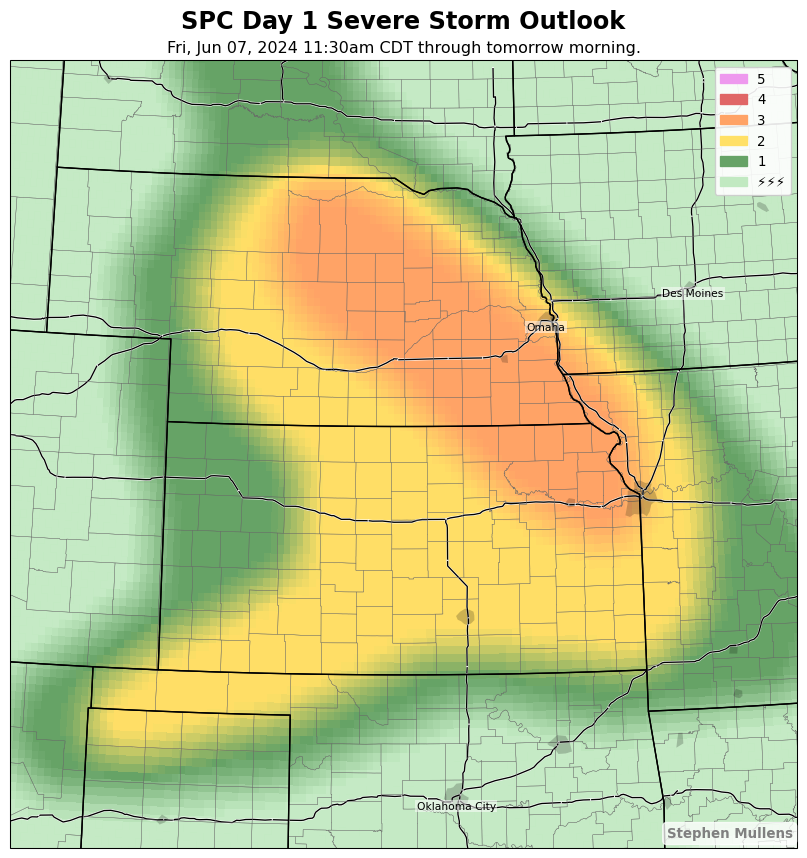 SPC Day 1 Severe Storm Outlook
Fri, Jun 07, 2024 11:30am CDT through tomorrow morning.
5
4
3
2
1
⚡⚡⚡
Des Moines
Omaha
Oklahoma City
Stephen Mullens